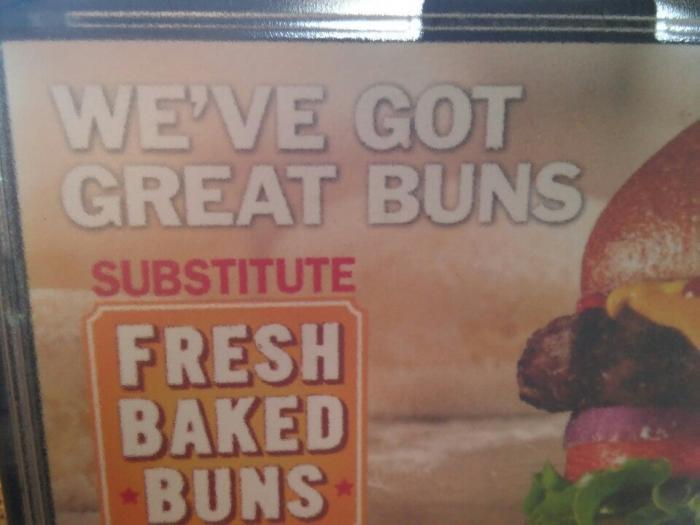 WE'VE GOT
GREAT BUNS
SUBSTITUTE
FRESH
BAKED
BUNS